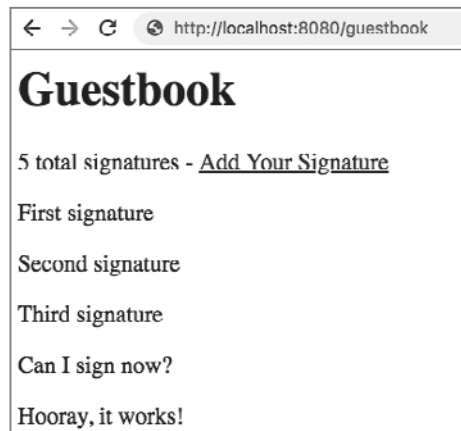 http://localhost:8080/guestbook
Guestbook
5 total signatures - Add Your Signature
First signature
Second signature
Third signature
Can I sign now?
Hooray, it works!